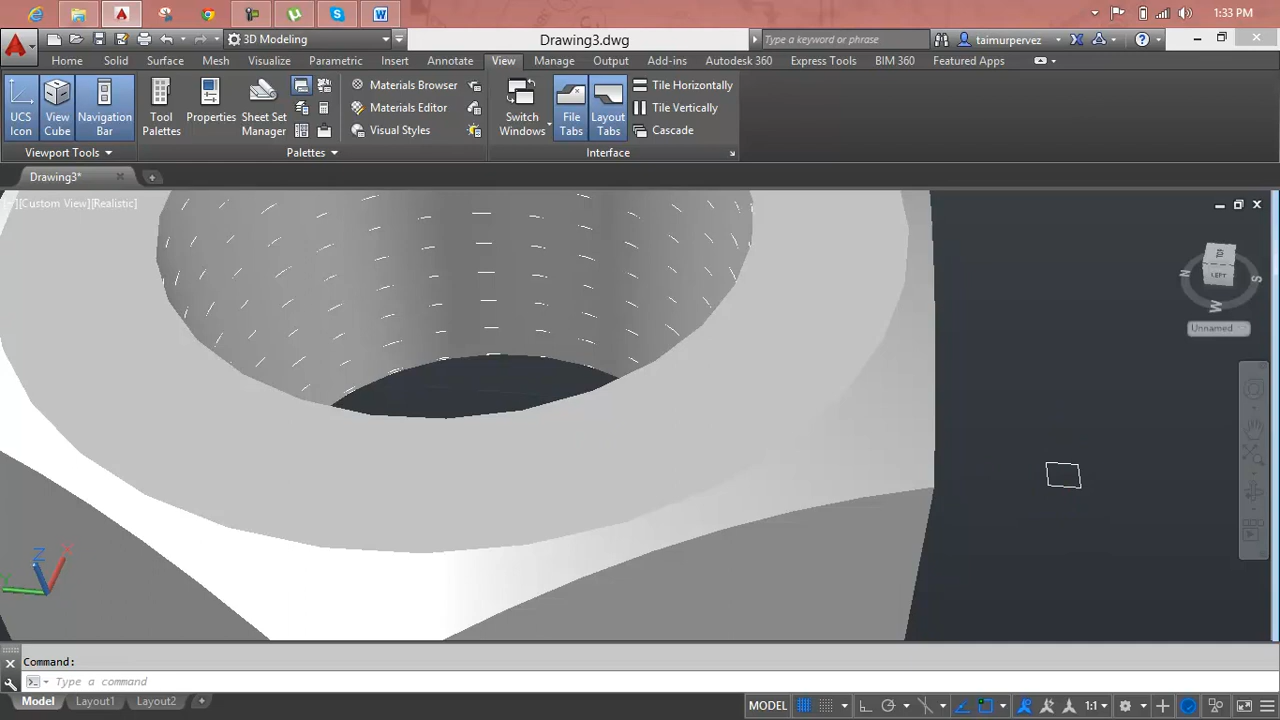 1:33 PM
3D Modeling
Drawing3.dwg
Type a keyword or phrase
taimurpervez
Home Solid Surface Mesh Visualize Parametric Insert Annotate View Manage Output Add-ins Autodesk 360 Express Tools BIM 360 Featured Apps
UCS Icon
View Cube
Navigation Bar
Viewport Tools
Tool Palettes
Properties
Sheet Set Manager
Materials Browser
Materials Editor
Visual Styles
Palettes
Switch Windows
File Tabs
Layout Tabs
Tile Horizontally
Tile Vertically
Cascade
Interface
Drawing3*
[Custom View][Realistic]
TOP
LEFT
N
S
W
Unnamed
X
Y
Z
Command:
Type a command
Model Layout1 Layout2
MODEL
1:1